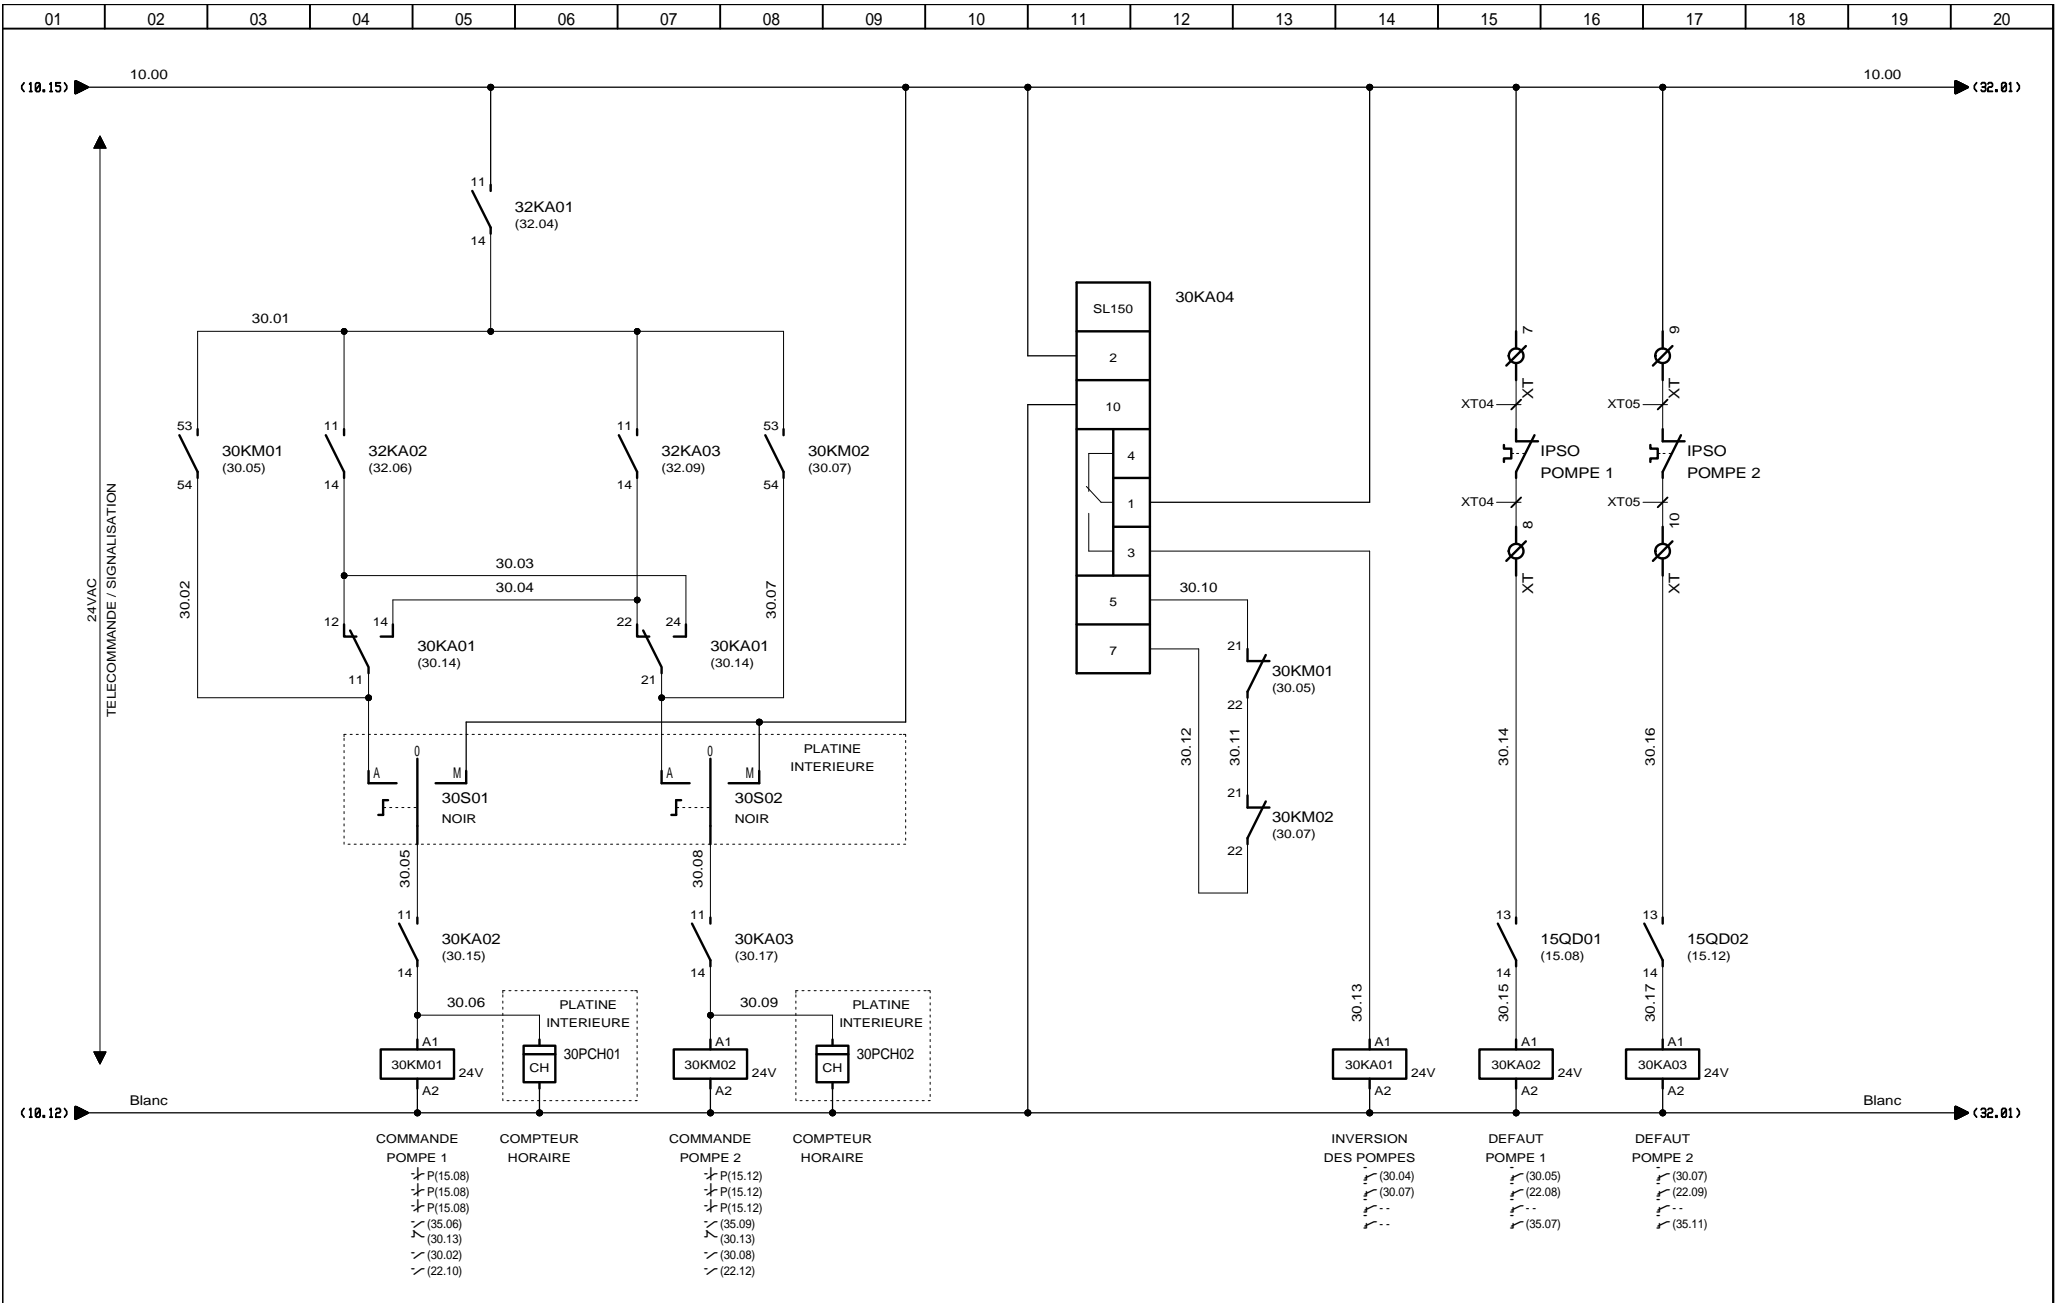 01 02 03 04 05 06 07 08 09 10 11 12 13 14 15 16 17 18 19 20
(10.15) 10.00 10.00 (32.01)
11
32KA01
(32.04)
14
30KA04
SL150
2
10
4
1
3
5
7
30.01
53
30KM01
(30.05)
54
11
32KA02
(32.06)
14
11
32KA03
(32.09)
14
53
30KM02
(30.07)
54
7
XT
XT04
IPSO
POMPE 1
XT04
8
XT
9
XT
XT05
IPSO
POMPE 2
XT05
10
XT
24VAC
TELECOMMANDE / SIGNALISATION
30.02
30.03
30.04
30.07
12 14
30KA01
(30.14)
11
22 24
30KA01
(30.14)
21
30.10
21
30KM01
(30.05)
22
30.12
30.11
21
30KM02
(30.07)
22
30.14
30.16
PLATINE
INTERIEURE
A 0 M
30S01
NOIR
A 0 M
30S02
NOIR
30.05
30.08
11
30KA02
(30.15)
14
11
30KA03
(30.17)
14
13
15QD01
(15.08)
14
13
15QD02
(15.12)
14
30.06
PLATINE
INTERIEURE
30PCH01
CH
30.09
PLATINE
INTERIEURE
30PCH02
CH
30.13
30.15
30.17
A1
30KM01
24V
A2
A1
30KM02
24V
A2
A1
30KA01
24V
A2
A1
30KA02
24V
A2
A1
30KA03
24V
A2
(10.12) Blanc Blanc (32.01)
COMMANDE
POMPE 1
P(15.08)
P(15.08)
P(15.08)
(35.06)
(30.13)
(30.02)
(22.10)
COMPTEUR
HORAIRE
COMMANDE
POMPE 2
P(15.12)
P(15.12)
P(15.12)
(35.09)
(30.13)
(30.08)
(22.12)
COMPTEUR
HORAIRE
INVERSION
DES POMPES
(30.04)
(30.07)
--
--
DEFAUT
POMPE 1
(30.05)
(22.08)
--
(35.07)
DEFAUT
POMPE 2
(30.07)
(22.09)
--
(35.11)